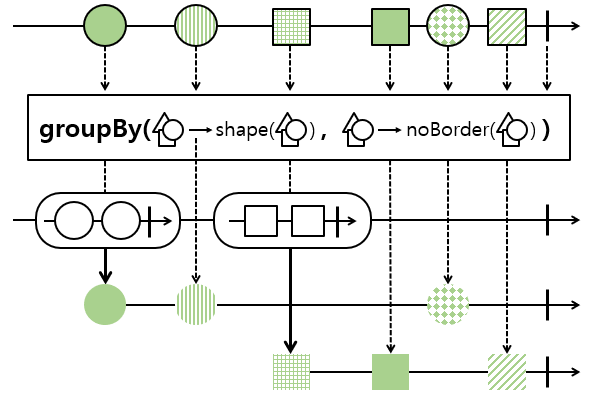 groupBy( → shape( ) , → noBorder( ) )